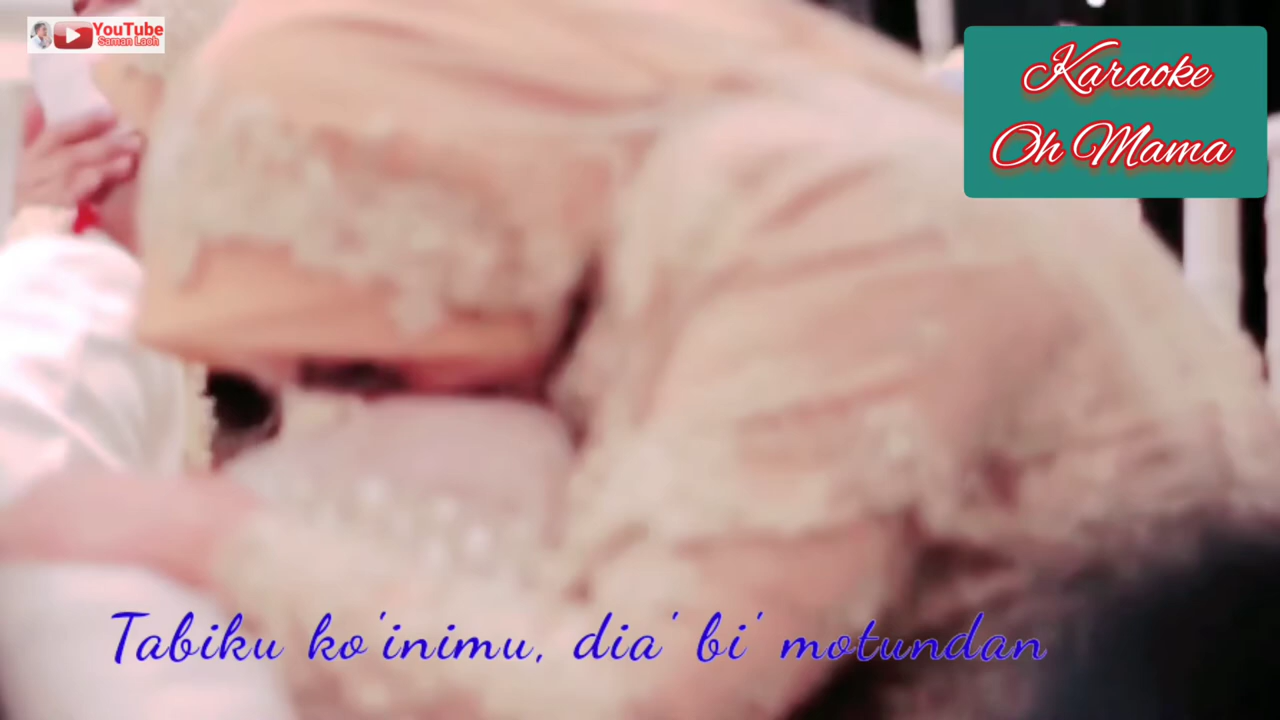 YouTube
Saman Laoh
Karaoke
Oh Mama
Tabiku ko'inimu, dia' bi' motundan